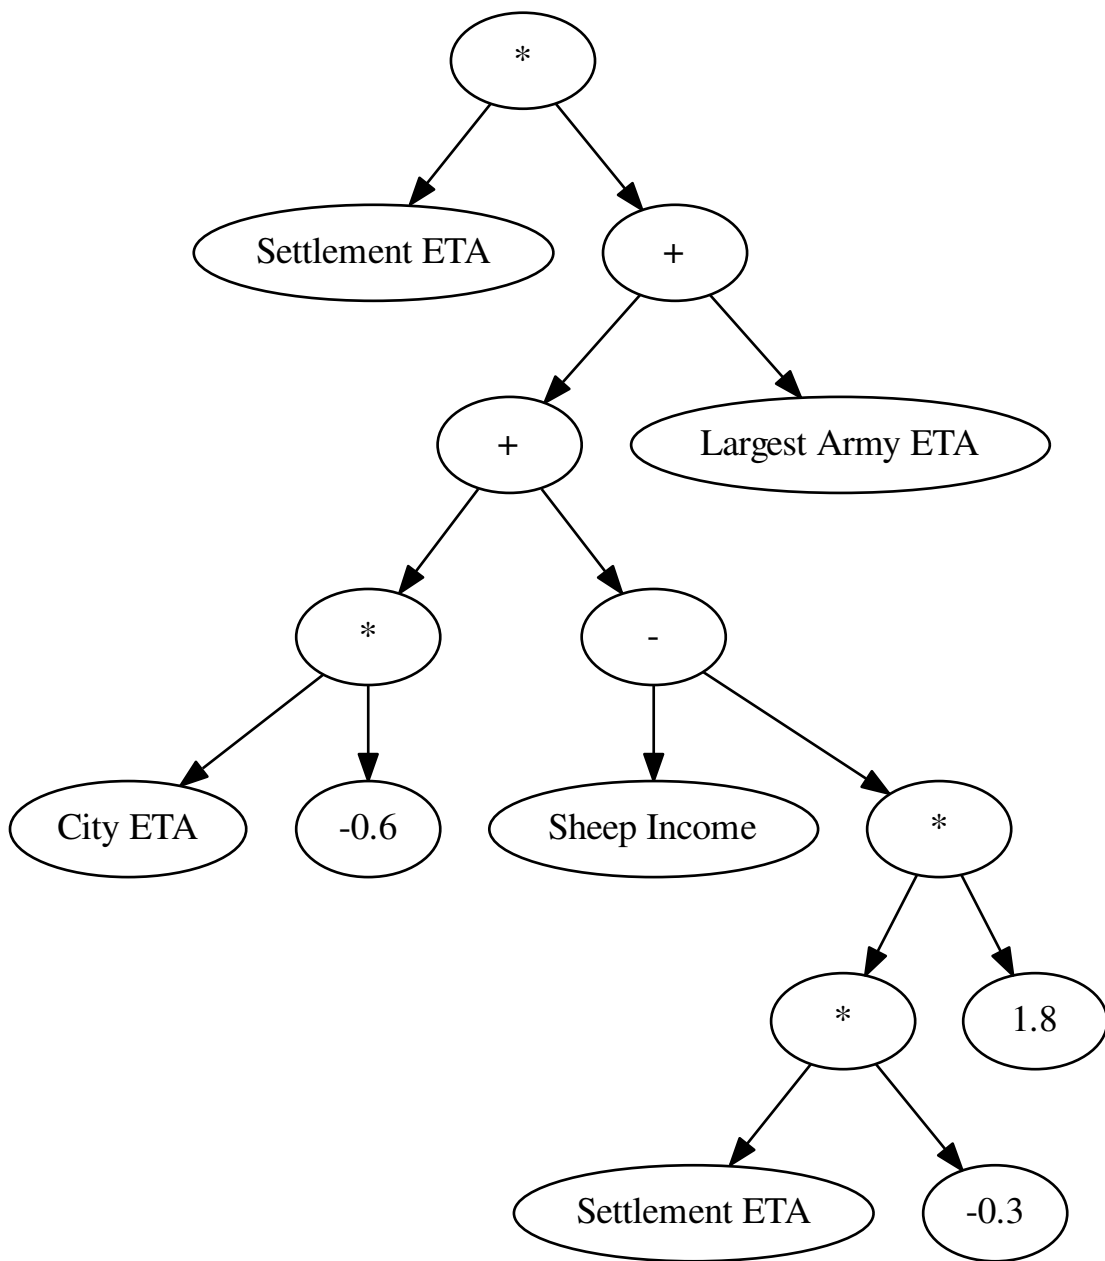 *
Settlement ETA
+
+
Largest Army ETA
*
-
City ETA
-0.6
Sheep Income
*
*
1.8
Settlement ETA
-0.3